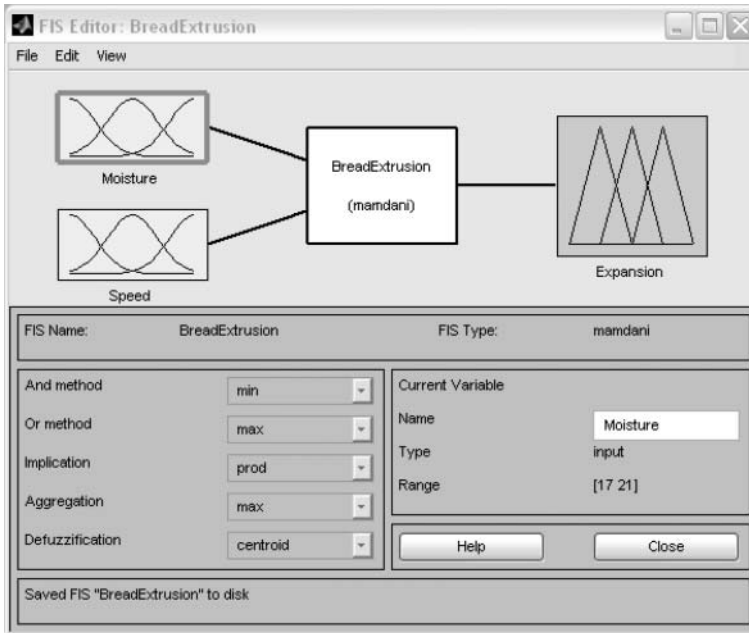 FIS Editor: BreadExtrusion
File Edit View
Moisture
Speed
BreadExtrusion
(mamdani)
Expansion
FIS Name: BreadExtrusion FIS Type: mamdani
And method min
Or method max
Implication prod
Aggregation max
Defuzzification centroid
Current Variable
Name Moisture
Type input
Range [17 21]
Help Close
Saved FIS "BreadExtrusion" to disk